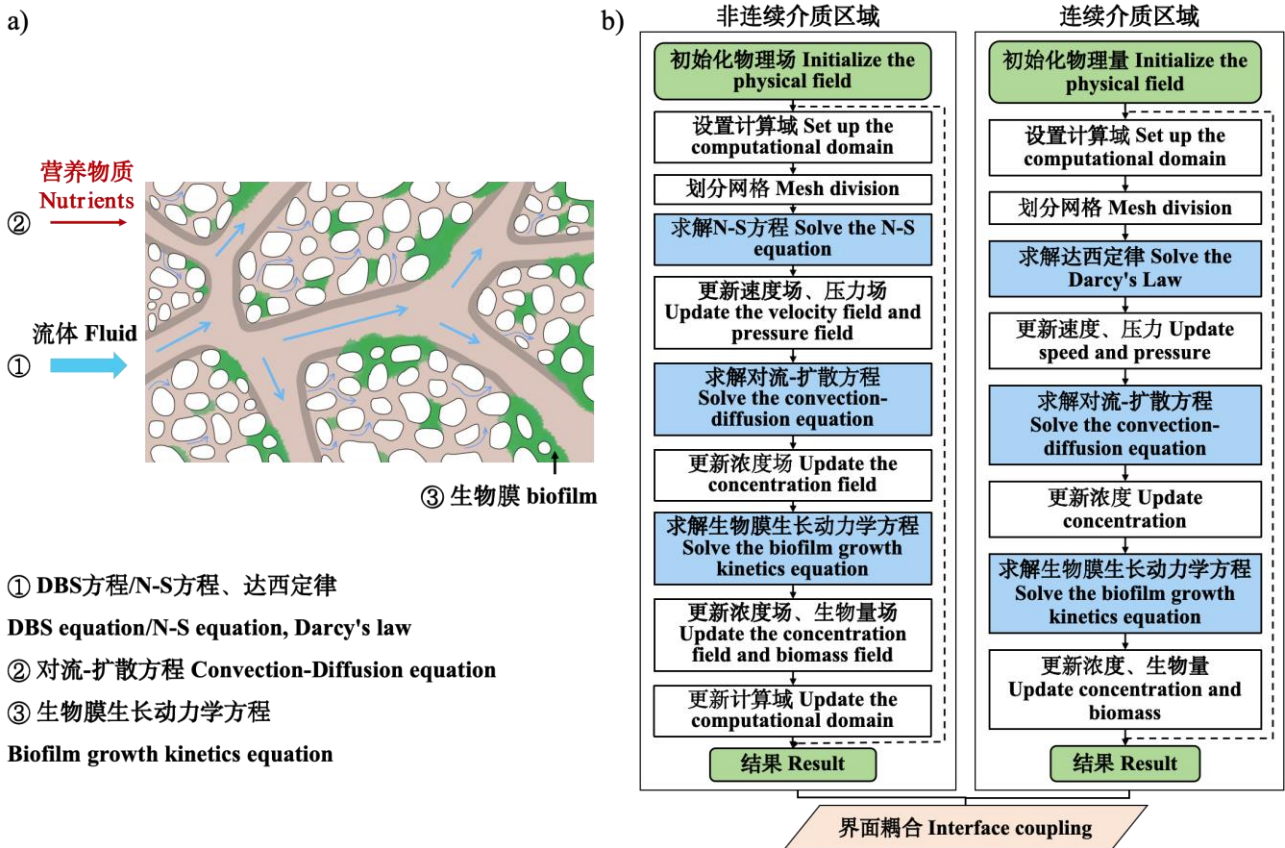 a)
营养物质
Nutrients
②
流体 Fluid
①
③ 生物膜 biofilm
① DBS方程/N-S方程、达西定律
DBS equation/N-S equation, Darcy's law
② 对流-扩散方程 Convection-Diffusion equation
③ 生物膜生长动力学方程
Biofilm growth kinetics equation
b)
非连续介质区域
初始化物理场 Initialize the
physical field
设置计算域 Set up the
computational domain
划分网格 Mesh division
求解N-S方程 Solve the N-S
equation
更新速度场、压力场
Update the velocity field and
pressure field
求解对流-扩散方程
Solve the convection-
diffusion equation
更新浓度场 Update the
concentration field
求解生物膜生长动力学方程
Solve the biofilm growth
kinetics equation
更新浓度场、生物量场
Update the concentration
field and biomass field
更新计算域 Update the
computational domain
结果 Result
连续介质区域
初始化物理量 Initialize the
physical field
设置计算域 Set up the
computational domain
划分网格 Mesh division
求解达西定律 Solve the
Darcy's Law
更新速度、压力 Update
speed and pressure
求解对流-扩散方程
Solve the convection-
diffusion equation
更新浓度 Update
concentration
求解生物膜生长动力学方程
Solve the biofilm growth
kinetics equation
更新浓度、生物量
Update concentration and
biomass
结果 Result
界面耦合 Interface coupling